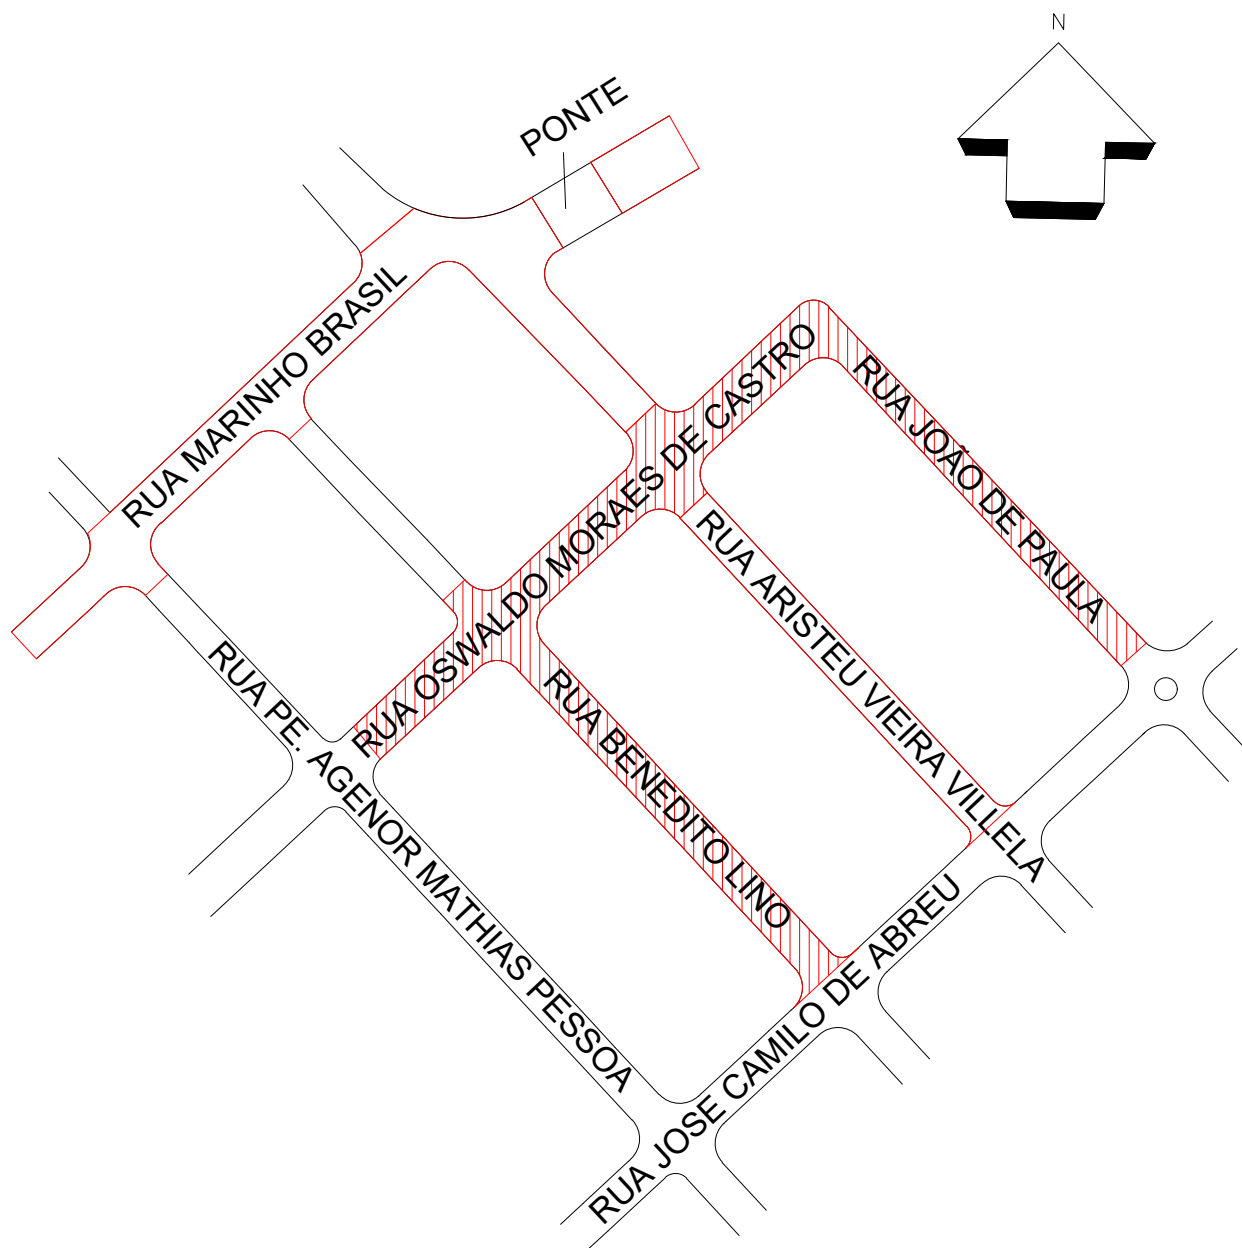 N
PONTE
RUA MARINHO BRASIL
RUA OSWALDO MORAES DE CASTRO
RUA JOÃO DE PAULA
RUA ARISTEU VIEIRA VILLELA
RUA PE. AGENOR MATHIAS PESSOA
RUA BENEDITO LINO
RUA JOSE CAMILO DE ABREU